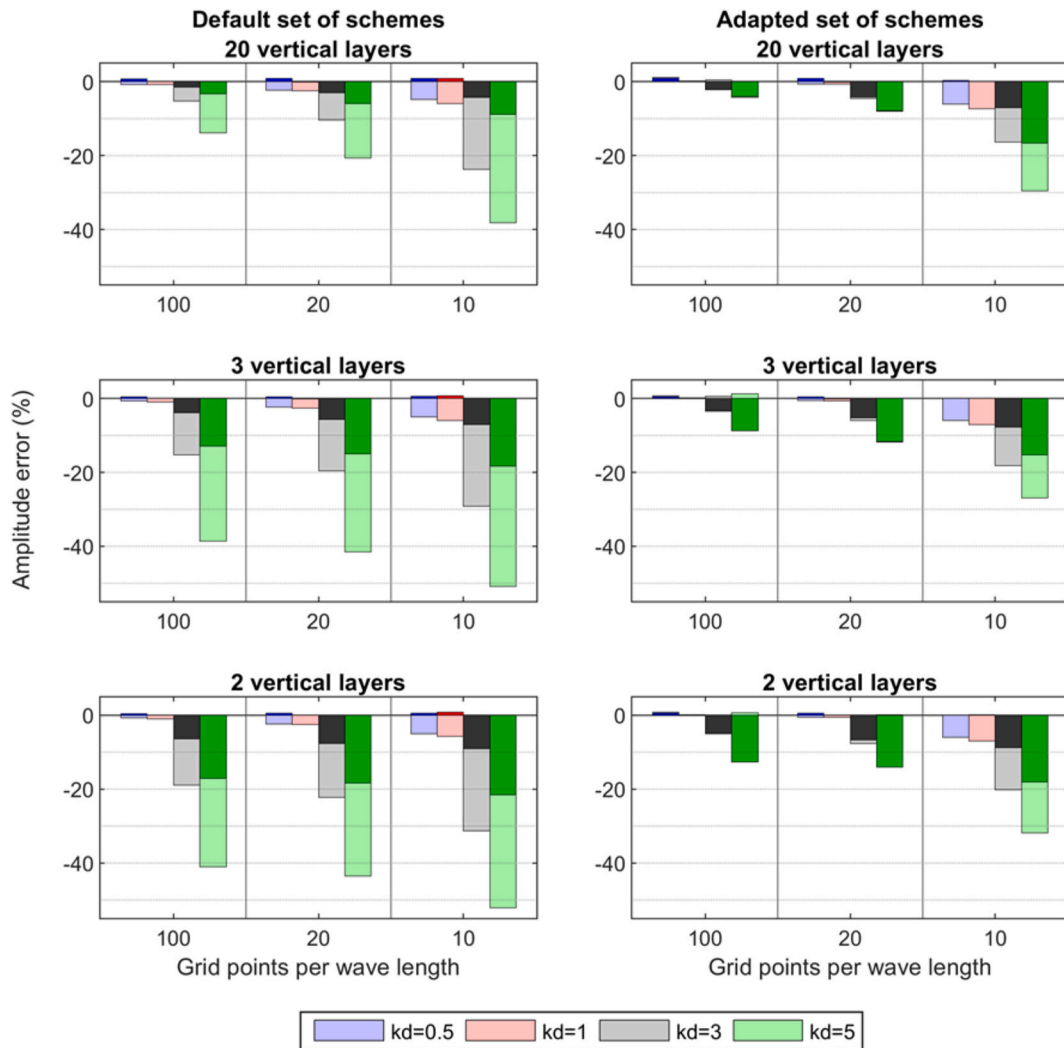 Default set of schemes
20 vertical layers
0
-20
-40
100 20 10
Adapted set of schemes
20 vertical layers
0
-20
-40
100 20 10
Amplitude error (%)
3 vertical layers
0
-20
-40
100 20 10
3 vertical layers
0
-20
-40
100 20 10
2 vertical layers
0
-20
-40
100 20 10
Grid points per wave length
2 vertical layers
0
-20
-40
100 20 10
Grid points per wave length
kd=0.5 kd=1 kd=3 kd=5